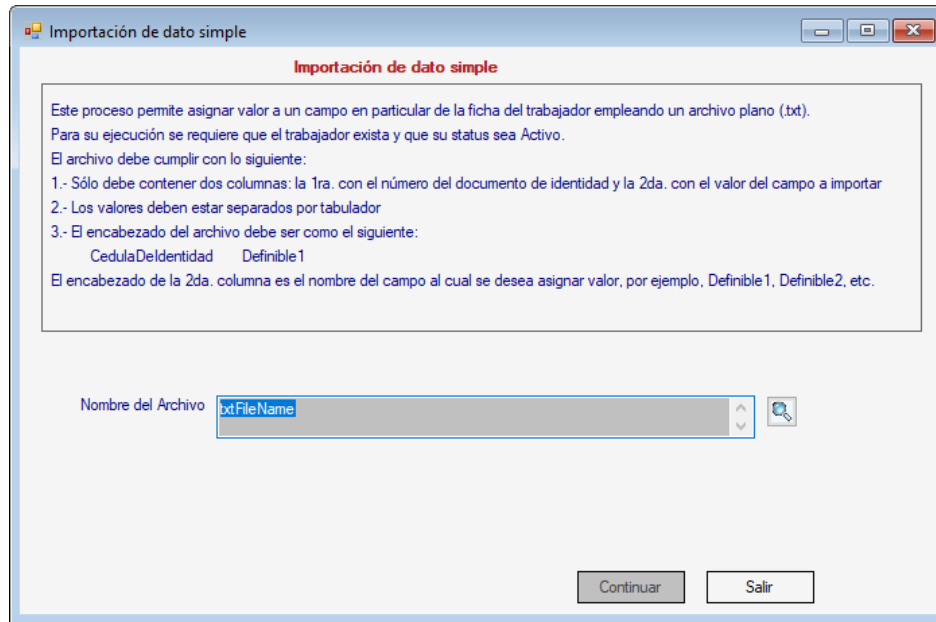 Importación de dato simple
Importación de dato simple
Este proceso permite asignar valor a un campo en particular de la ficha del trabajador empleando un archivo plano (.txt).
Para su ejecución se requiere que el trabajador exista y que su status sea Activo.
El archivo debe cumplir con lo siguiente:
1.- Sólo debe contener dos columnas: la 1ra. con el número del documento de identidad y la 2da. con el valor del campo a importar
2.- Los valores deben estar separados por tabulador
3.- El encabezado del archivo debe ser como el siguiente:
CedulaDeIdentidad Definible1
El encabezado de la 2da. columna es el nombre del campo al cual se desea asignar valor, por ejemplo, Definible1, Definible2, etc.
Nombre del Archivo txtFileName
Continuar Salir